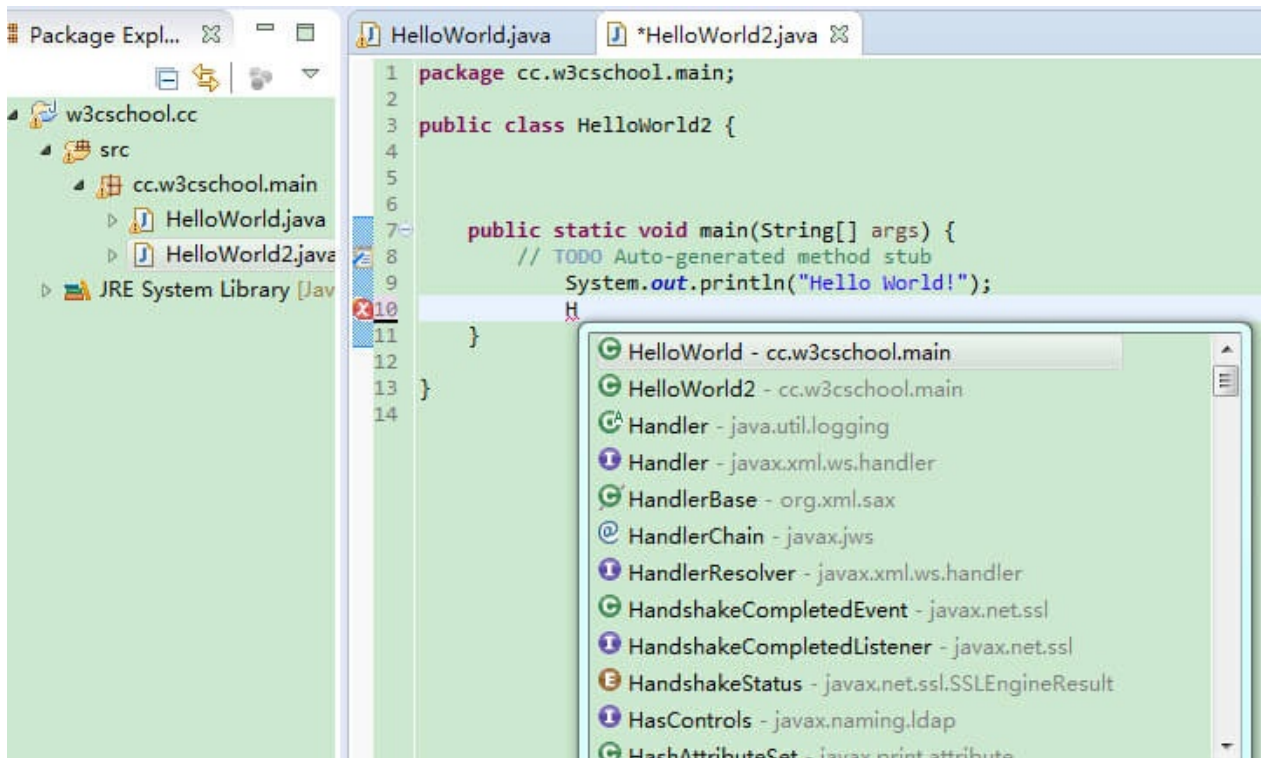 Package Expl...
w3cschool.cc
src
cc.w3cschool.main
HelloWorld.java
HelloWorld2.java
JRE System Library [Jav
HelloWorld.java
*HelloWorld2.java
1 package cc.w3cschool.main;
2
3 public class HelloWorld2 {
4
5
6
7 public static void main(String[] args) {
8 // TODO Auto-generated method stub
9 System.out.println("Hello World!");
10 H
11 }
12
13 }
14
HelloWorld - cc.w3cschool.main
HelloWorld2 - cc.w3cschool.main
Handler - java.util.logging
Handler - javax.xml.ws.handler
HandlerBase - org.xml.sax
HandlerChain - javax.jws
HandlerResolver - javax.xml.ws.handler
HandshakeCompletedEvent - javax.net.ssl
HandshakeCompletedListener - javax.net.ssl
HandshakeStatus - javax.net.ssl.SSLEngineResult
HasControls - javax.naming.ldap
HashAttributeSet - javax.print.attribute